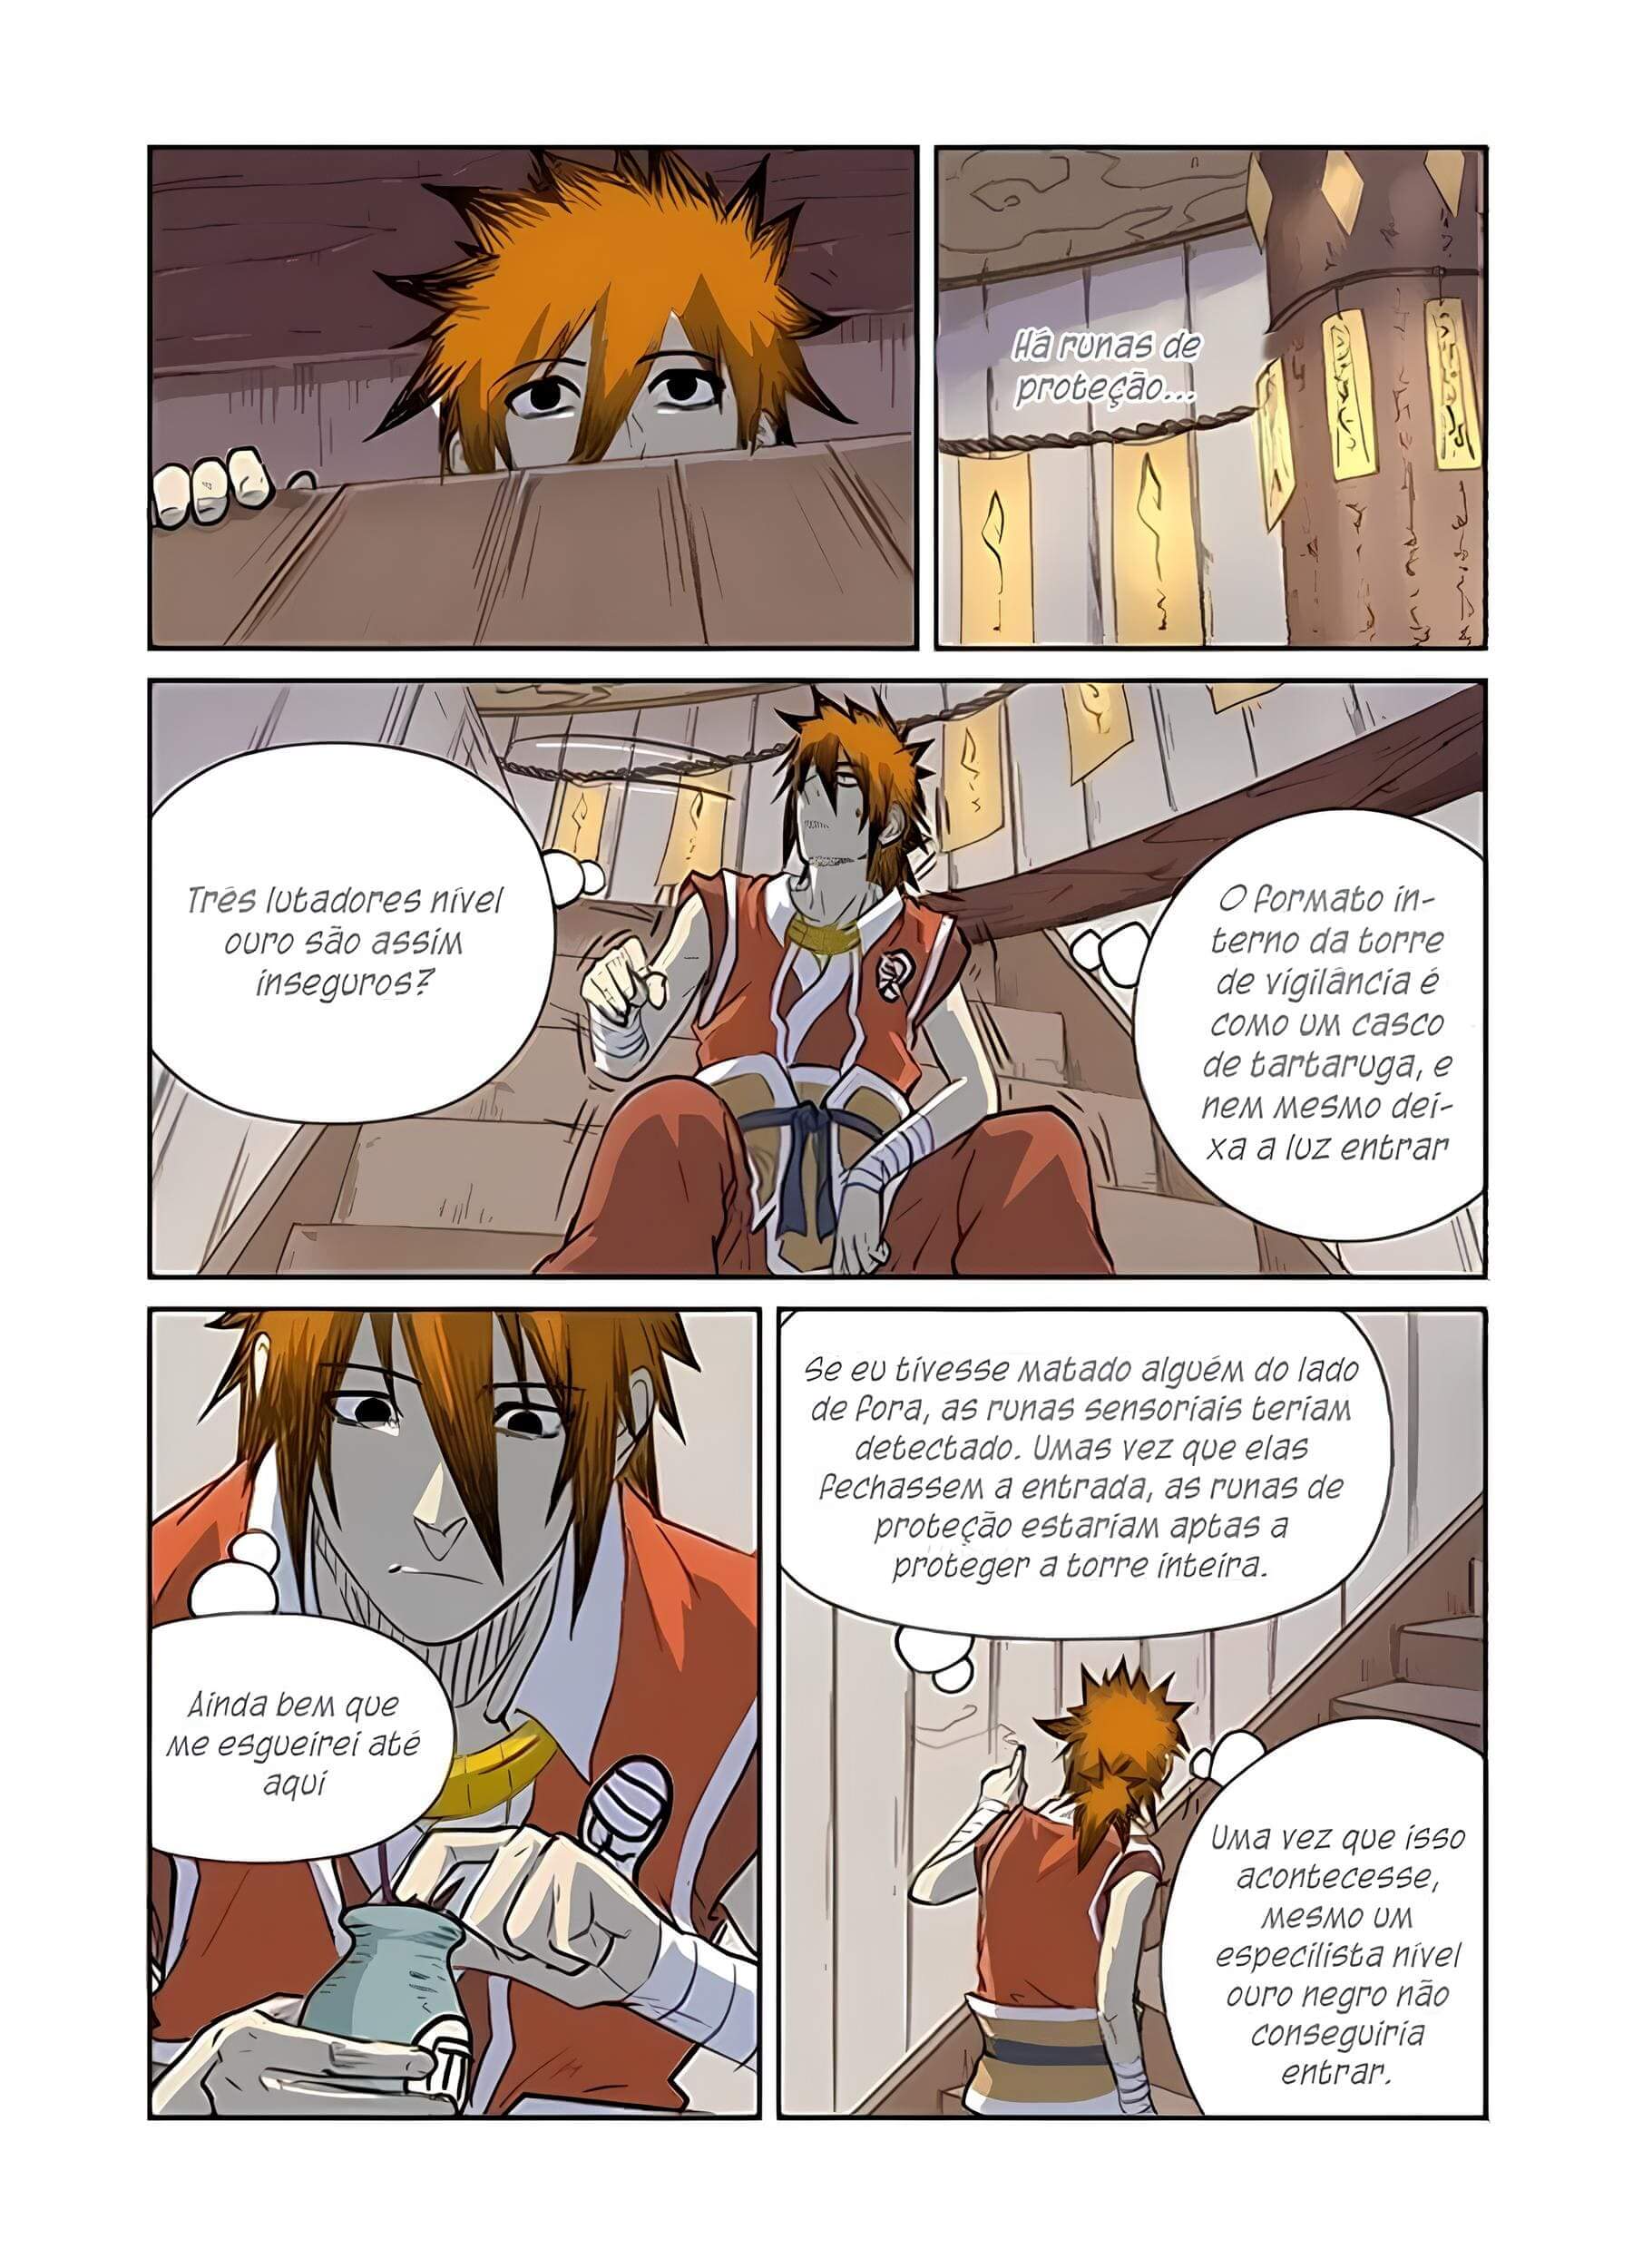 Há runas de
proteção...
Três lutadores nível
ouro são assim
inseguros?
O formato in-
terno da torre
de vigilância é
como um casco
de tartaruga, e
nem mesmo dei-
xa a luz entrar
Se eu tivesse matado alguém do lado
de fora, as runas sensoriais teriam
detectado. Umas vez que elas
fechassem a entrada, as runas de
proteção estariam aptas a
proteger a torre inteira.
Ainda bem que
me esgueirei até
aqui
Uma vez que isso
acontecesse,
mesmo um
especilista nível
ouro negro não
conseguiria
entrar.